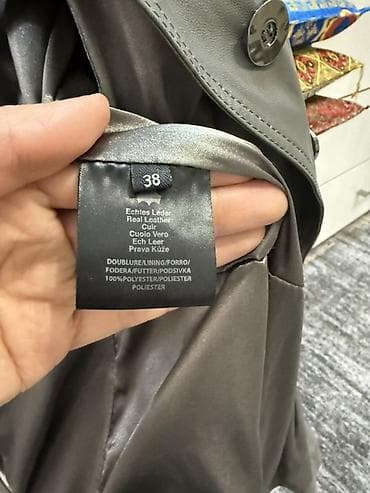 38
Echtes Leder
Real Leather
Cuir
Cuoio Vero
Ech Leer
Prava Kůže
DOUBLURE/LINING/FORRO/
FODERA/FUTTER/PODSIVKA
100%POLYESTER/POLIESTER
POLIESTER